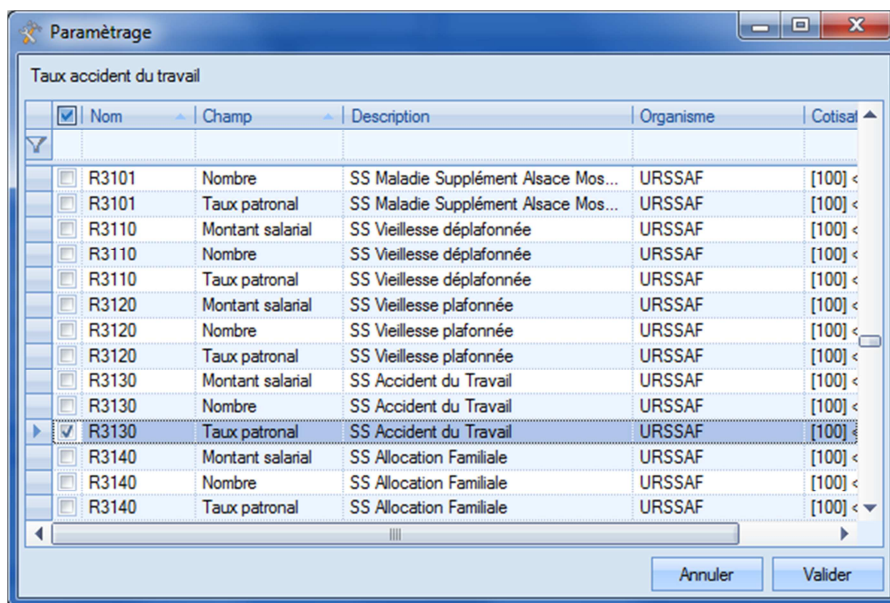 Paramètrage
Taux accident du travail
Nom Champ Description Organisme Cotisat
R3101 Nombre SS Maladie Supplément Alsace Mos... URSSAF [100] <
R3101 Taux patronal SS Maladie Supplément Alsace Mos... URSSAF [100] <
R3110 Montant salarial SS Vieillesse déplafonnée URSSAF [100] <
R3110 Nombre SS Vieillesse déplafonnée URSSAF [100] <
R3110 Taux patronal SS Vieillesse déplafonnée URSSAF [100] <
R3120 Montant salarial SS Vieillesse plafonnée URSSAF [100] <
R3120 Nombre SS Vieillesse plafonnée URSSAF [100] <
R3120 Taux patronal SS Vieillesse plafonnée URSSAF [100] <
R3130 Montant salarial SS Accident du Travail URSSAF [100] <
R3130 Nombre SS Accident du Travail URSSAF [100] <
R3130 Taux patronal SS Accident du Travail URSSAF [100] <
R3140 Montant salarial SS Allocation Familiale URSSAF [100] <
R3140 Nombre SS Allocation Familiale URSSAF [100] <
R3140 Taux patronal SS Allocation Familiale URSSAF [100] <
Annuler Valider